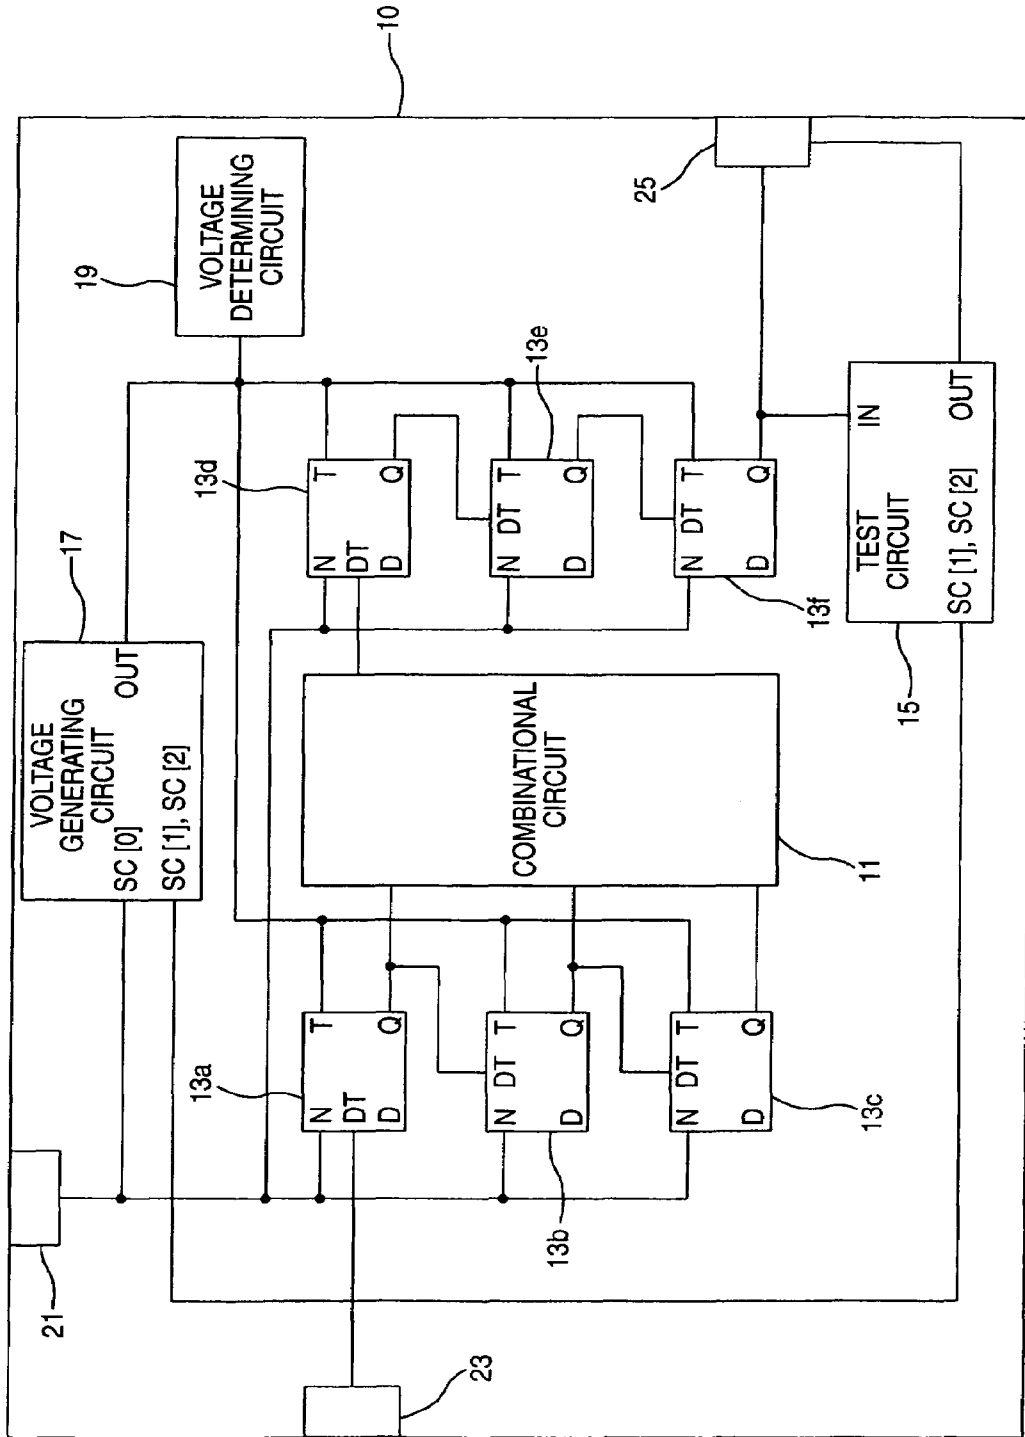 10
21
17
VOLTAGE
GENERATING
CIRCUIT
SC [0]
OUT
SC [1], SC [2]
19
VOLTAGE
DETERMINING
CIRCUIT
23
13a
N
T
DT
D
Q
13b
N
DT
T
D
Q
13c
N
DT
T
D
Q
COMBINATIONAL
CIRCUIT
11
13d
N
T
DT
D
Q
13e
N
DT
T
D
Q
13f
N
DT
T
D
Q
25
15
TEST
CIRCUIT
IN
SC [1], SC [2]
OUT